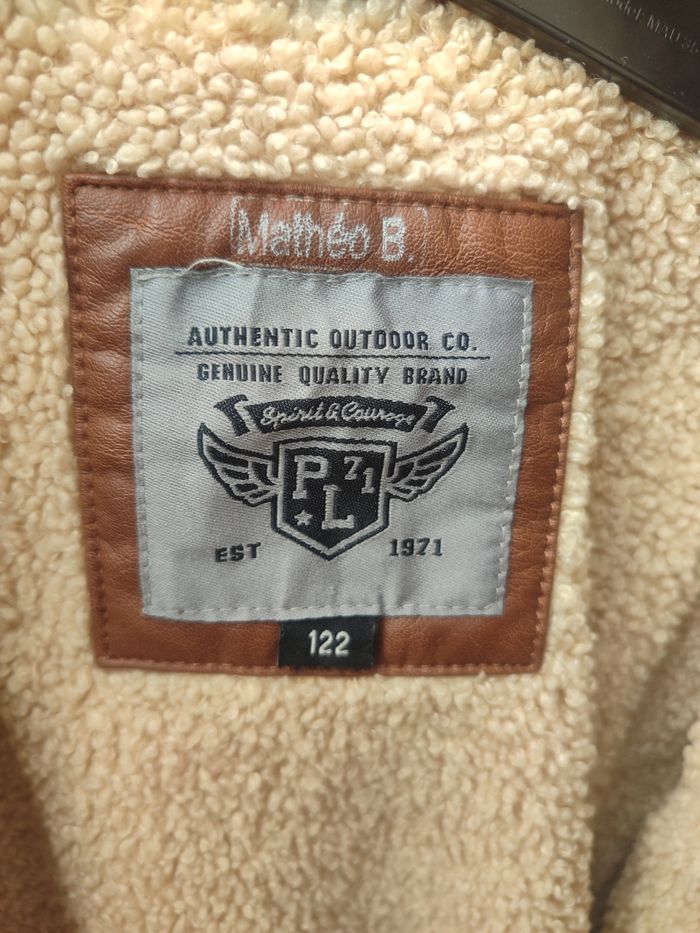 Mathéo B.
AUTHENTIC OUTDOOR CO.
GENUINE QUALITY BRAND
Spirit & Courage
P 71
L
EST 1971
122